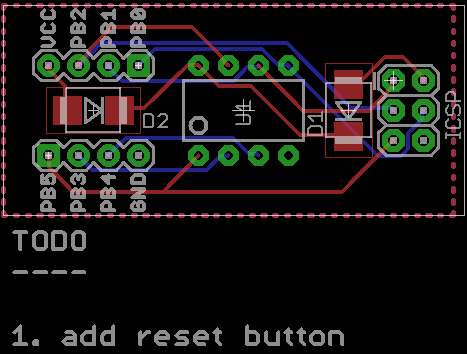 VCC PB2 PB1 PB0
D2
U1
D1
ICSP
PB5 PB3 PB4 GND
TODO
----
1. add reset button